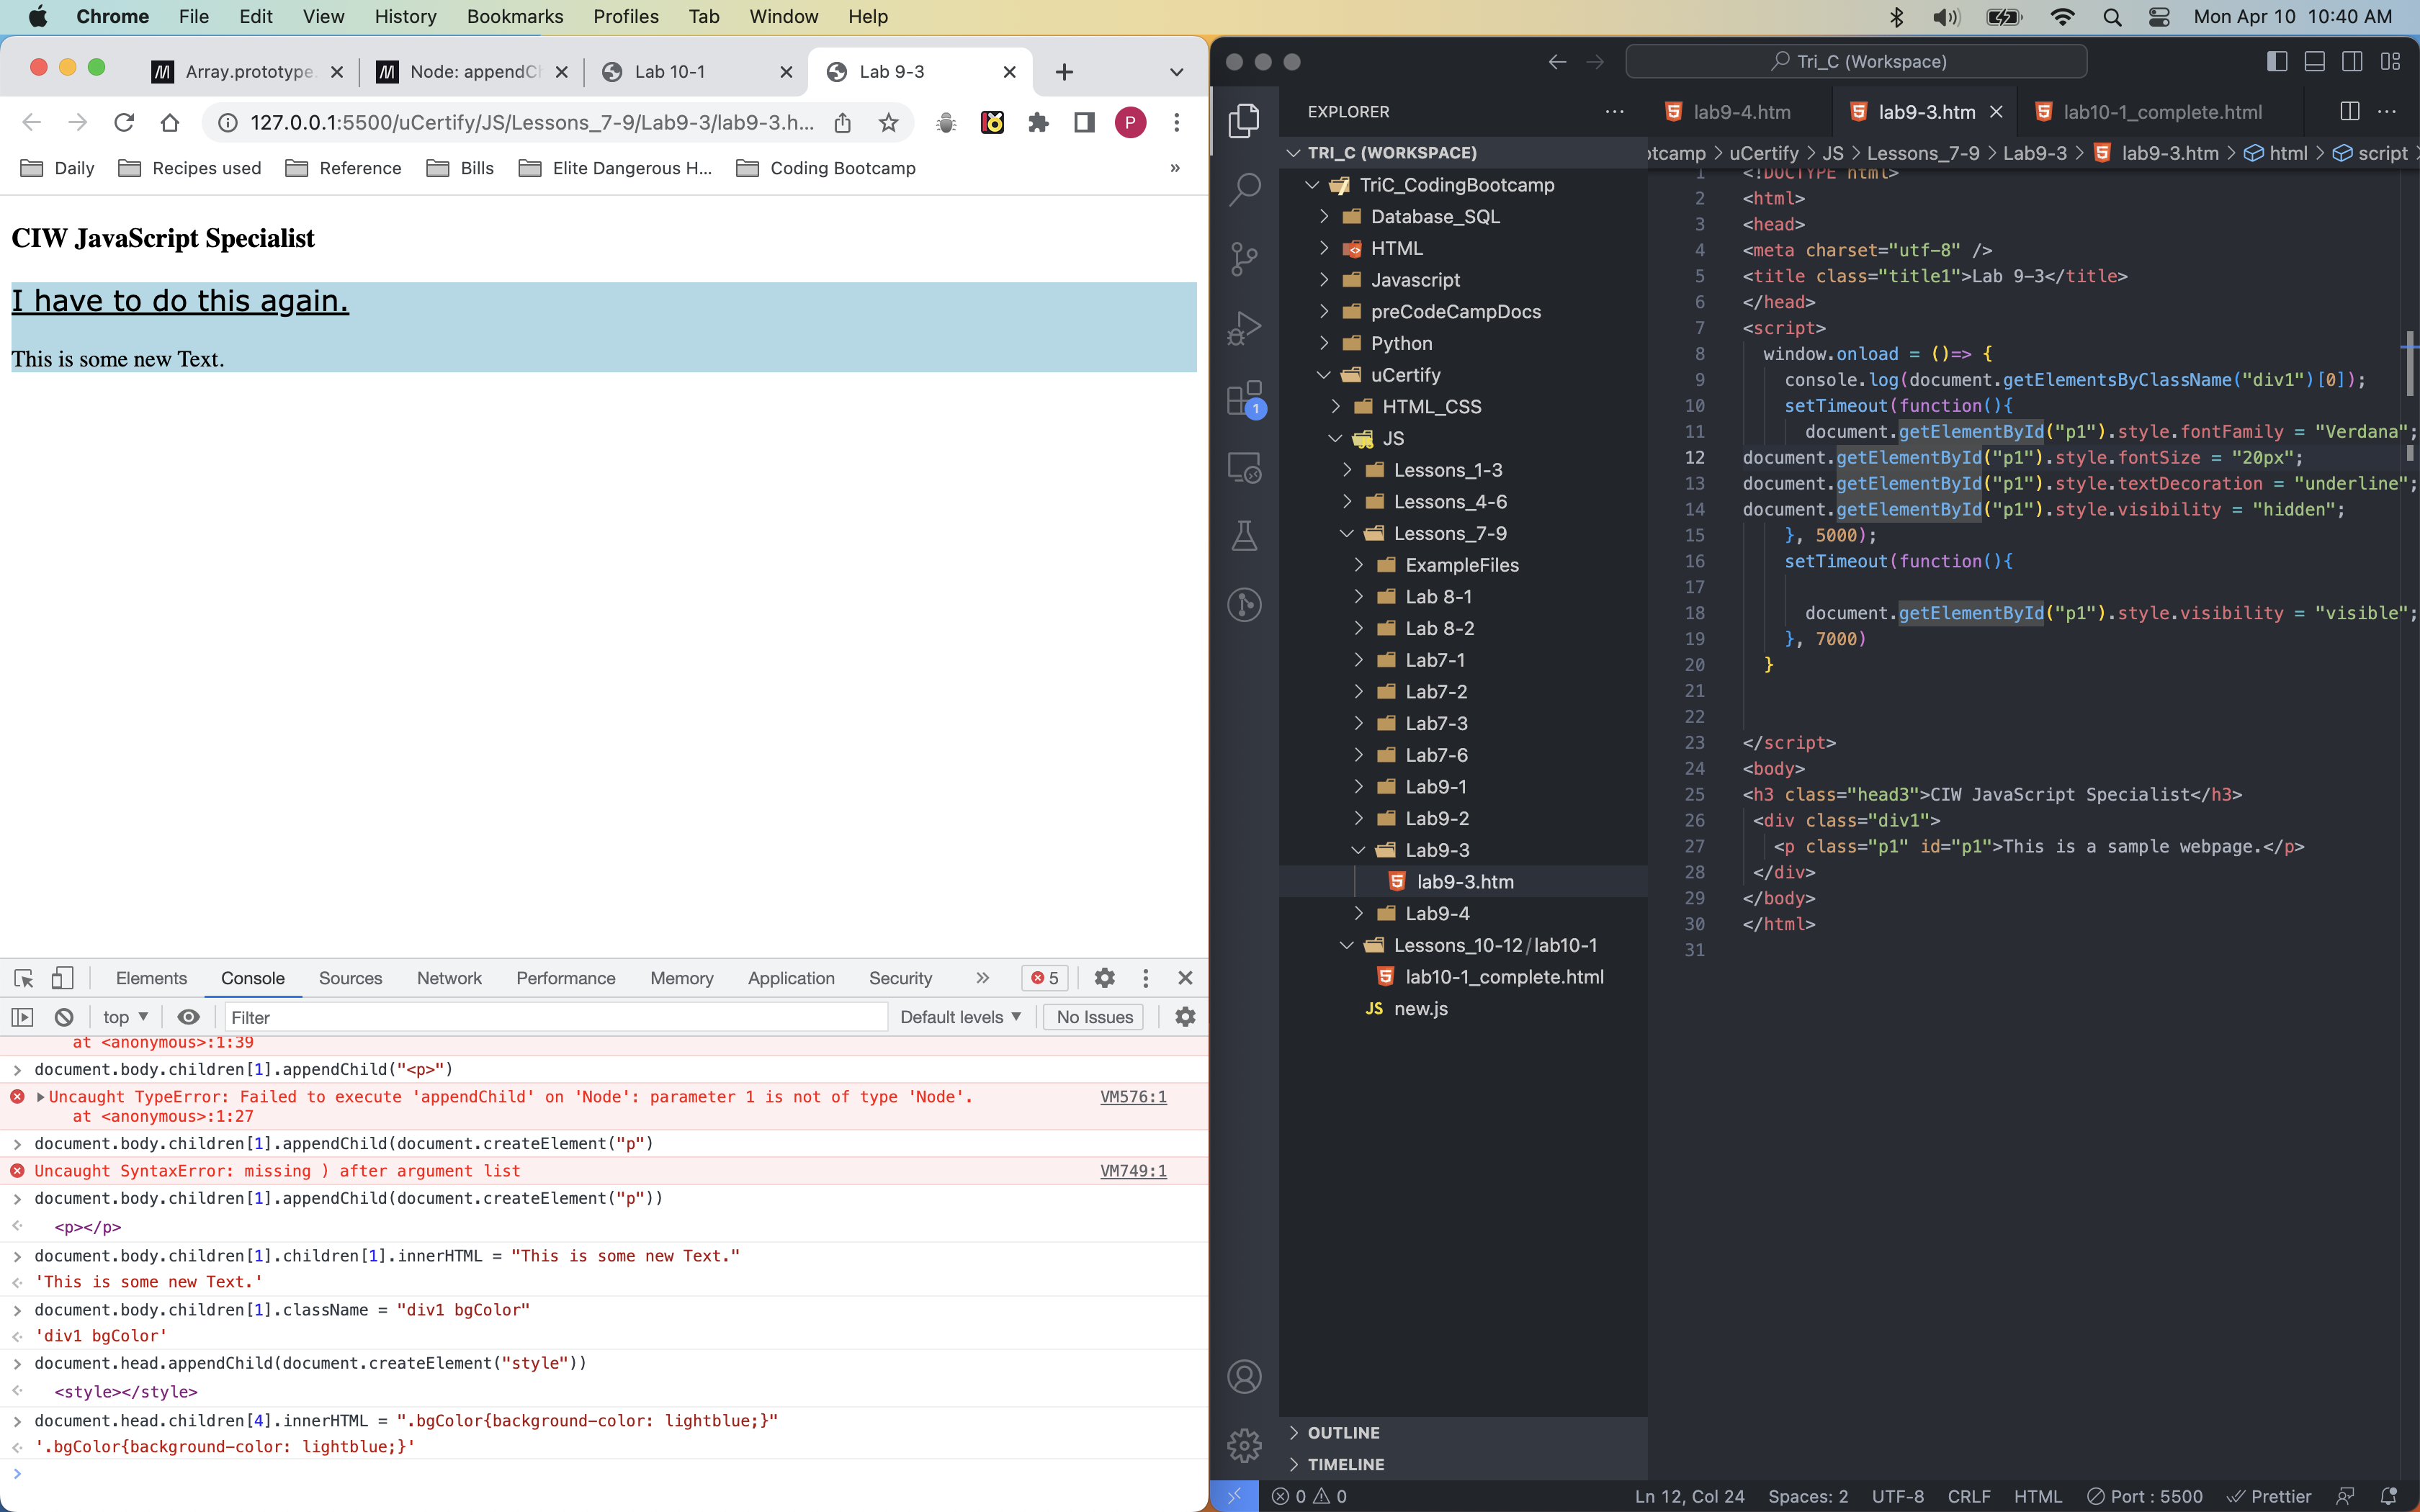 Chrome File Edit View History Bookmarks Profiles Tab Window Help Mon Apr 10 10:40 AM
Array.prototype. Node: appendCh Lab 10-1 Lab 9-3
127.0.0.1:5500/uCertify/JS/Lessons_7-9/Lab9-3/lab9-3.h... P
Daily Recipes used Reference Bills Elite Dangerous H... Coding Bootcamp »
CIW JavaScript Specialist
I have to do this again.
This is some new Text.
Elements Console Sources Network Performance Memory Application Security » 5
top Filter Default levels No Issues
at <anonymous>:1:39
document.body.children[1].appendChild("<p>")
Uncaught TypeError: Failed to execute 'appendChild' on 'Node': parameter 1 is not of type 'Node'. VM576:1
at <anonymous>:1:27
document.body.children[1].appendChild(document.createElement("p")
Uncaught SyntaxError: missing ) after argument list VM749:1
document.body.children[1].appendChild(document.createElement("p"))
<p></p>
document.body.children[1].children[1].innerHTML = "This is some new Text."
'This is some new Text.'
document.body.children[1].className = "div1 bgColor"
'div1 bgColor'
document.head.appendChild(document.createElement("style"))
<style></style>
document.head.children[4].innerHTML = ".bgColor{background-color: lightblue;}"
'.bgColor{background-color: lightblue;}'
Tri_C (Workspace)
EXPLORER
TRI_C (WORKSPACE)
TriC_CodingBootcamp
Database_SQL
HTML
Javascript
preCodeCampDocs
Python
uCertify
HTML_CSS
JS
Lessons_1-3
Lessons_4-6
Lessons_7-9
ExampleFiles
Lab 8-1
Lab 8-2
Lab7-1
Lab7-2
Lab7-3
Lab7-6
Lab9-1
Lab9-2
Lab9-3
lab9-3.htm
Lab9-4
Lessons_10-12/lab10-1
lab10-1_complete.html
JS new.js
OUTLINE
TIMELINE
1
lab9-4.htm lab9-3.htm lab10-1_complete.html
otcamp > uCertify > JS > Lessons_7-9 > Lab9-3 > lab9-3.htm > html > script
1 <!DOCTYPE html>
2 <html>
3 <head>
4 <meta charset="utf-8" />
5 <title class="title1">Lab 9-3</title>
6 </head>
7 <script>
8 window.onload = ()=> {
9 console.log(document.getElementsByClassName("div1")[0]);
10 setTimeout(function(){
11 document.getElementById("p1").style.fontFamily = "Verdana";
12 document.getElementById("p1").style.fontSize = "20px";
13 document.getElementById("p1").style.textDecoration = "underline";
14 document.getElementById("p1").style.visibility = "hidden";
15 }, 5000);
16 setTimeout(function(){
17
18 document.getElementById("p1").style.visibility = "visible";
19 }, 7000)
20 }
21
22
23 </script>
24 <body>
25 <h3 class="head3">CIW JavaScript Specialist</h3>
26 <div class="div1">
27 <p class="p1" id="p1">This is a sample webpage.</p>
28 </div>
29 </body>
30 </html>
31
0 0 Ln 12, Col 24 Spaces: 2 UTF-8 CRLF HTML Port : 5500 Prettier